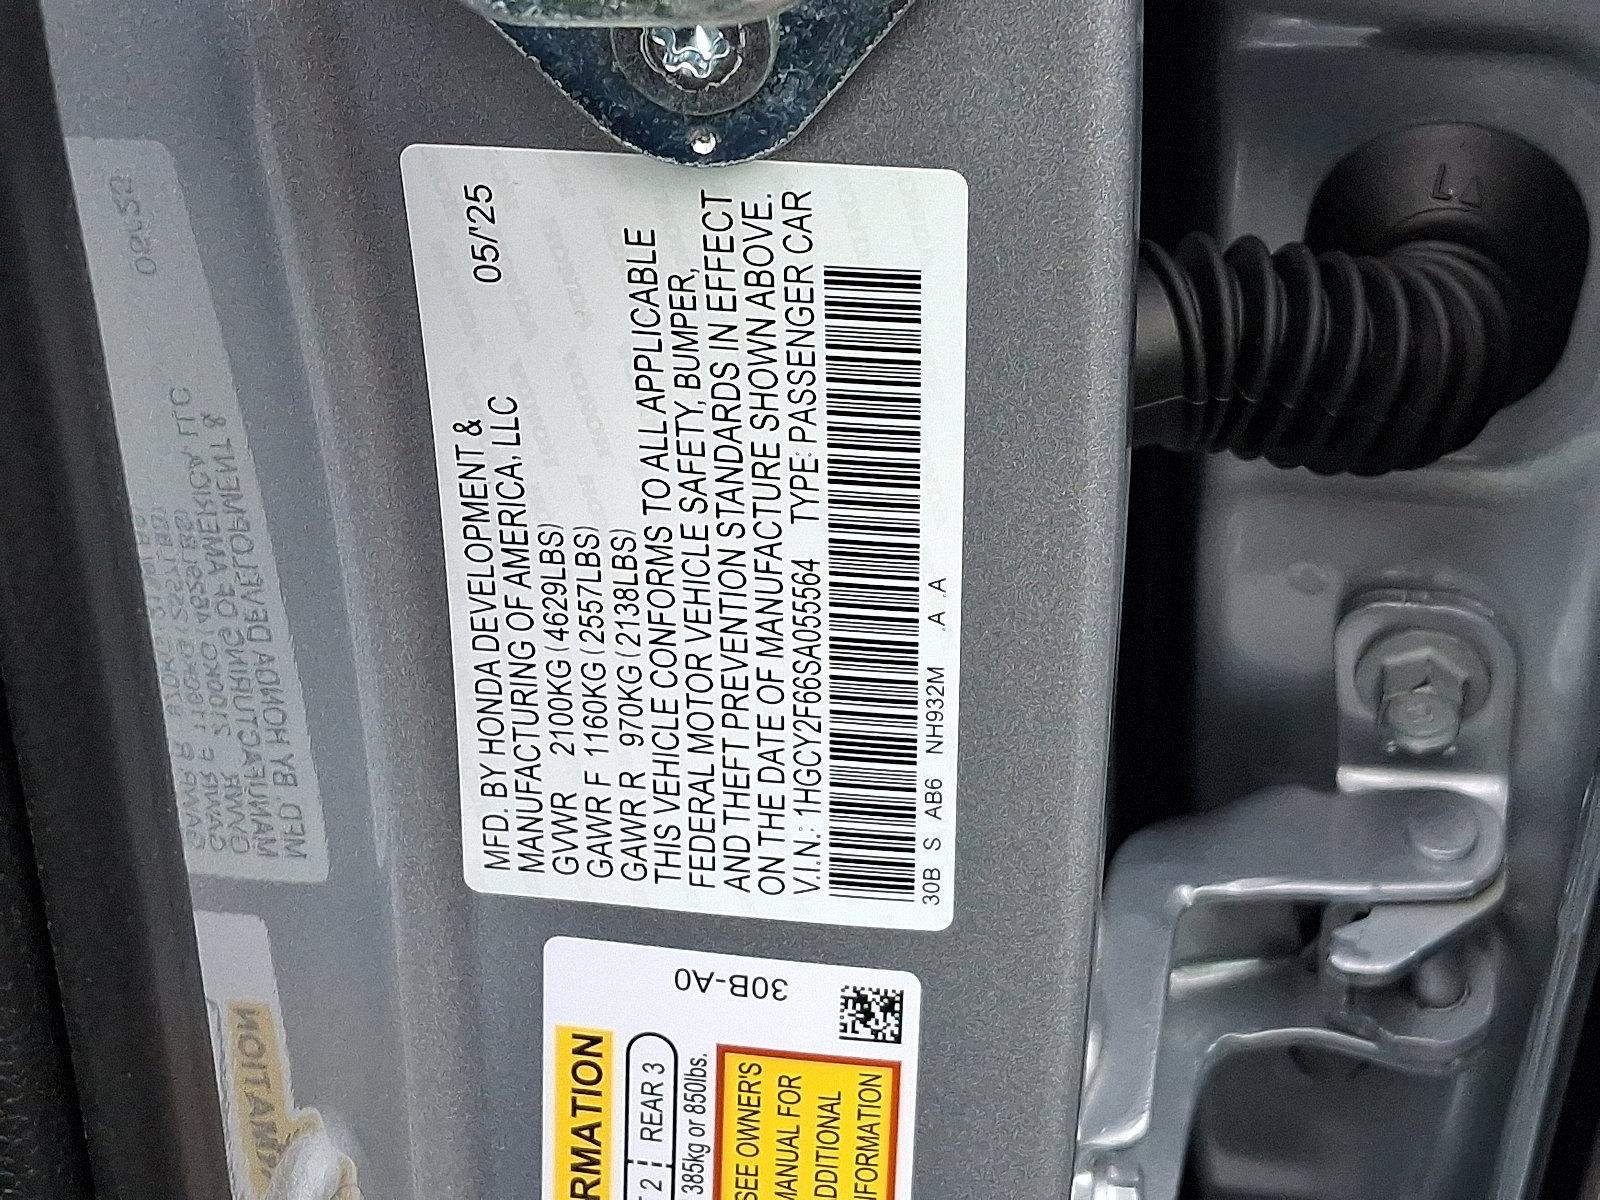 MFD. BY HONDA DEVELOPMENT & 05/'25
MANUFACTURING OF AMERICA, LLC
GVWR 2100KG (4629LBS)
GAWR F 1160KG (2557LBS)
GAWR R 970KG (2138LBS)
THIS VEHICLE CONFORMS TO ALL APPLICABLE
FEDERAL MOTOR VEHICLE SAFETY, BUMPER,
AND THEFT PREVENTION STANDARDS IN EFFECT
ON THE DATE OF MANUFACTURE SHOWN ABOVE.
V.I.N.: 1HGCY2F66SA055564 TYPE: PASSENGER CAR
30B S AB6 NH932M .A .A
30B-A0
RMATION
2 REAR 3
385kg or 850lbs.
SEE OWNER'S
MANUAL FOR
DDITIONAL
FORMATION